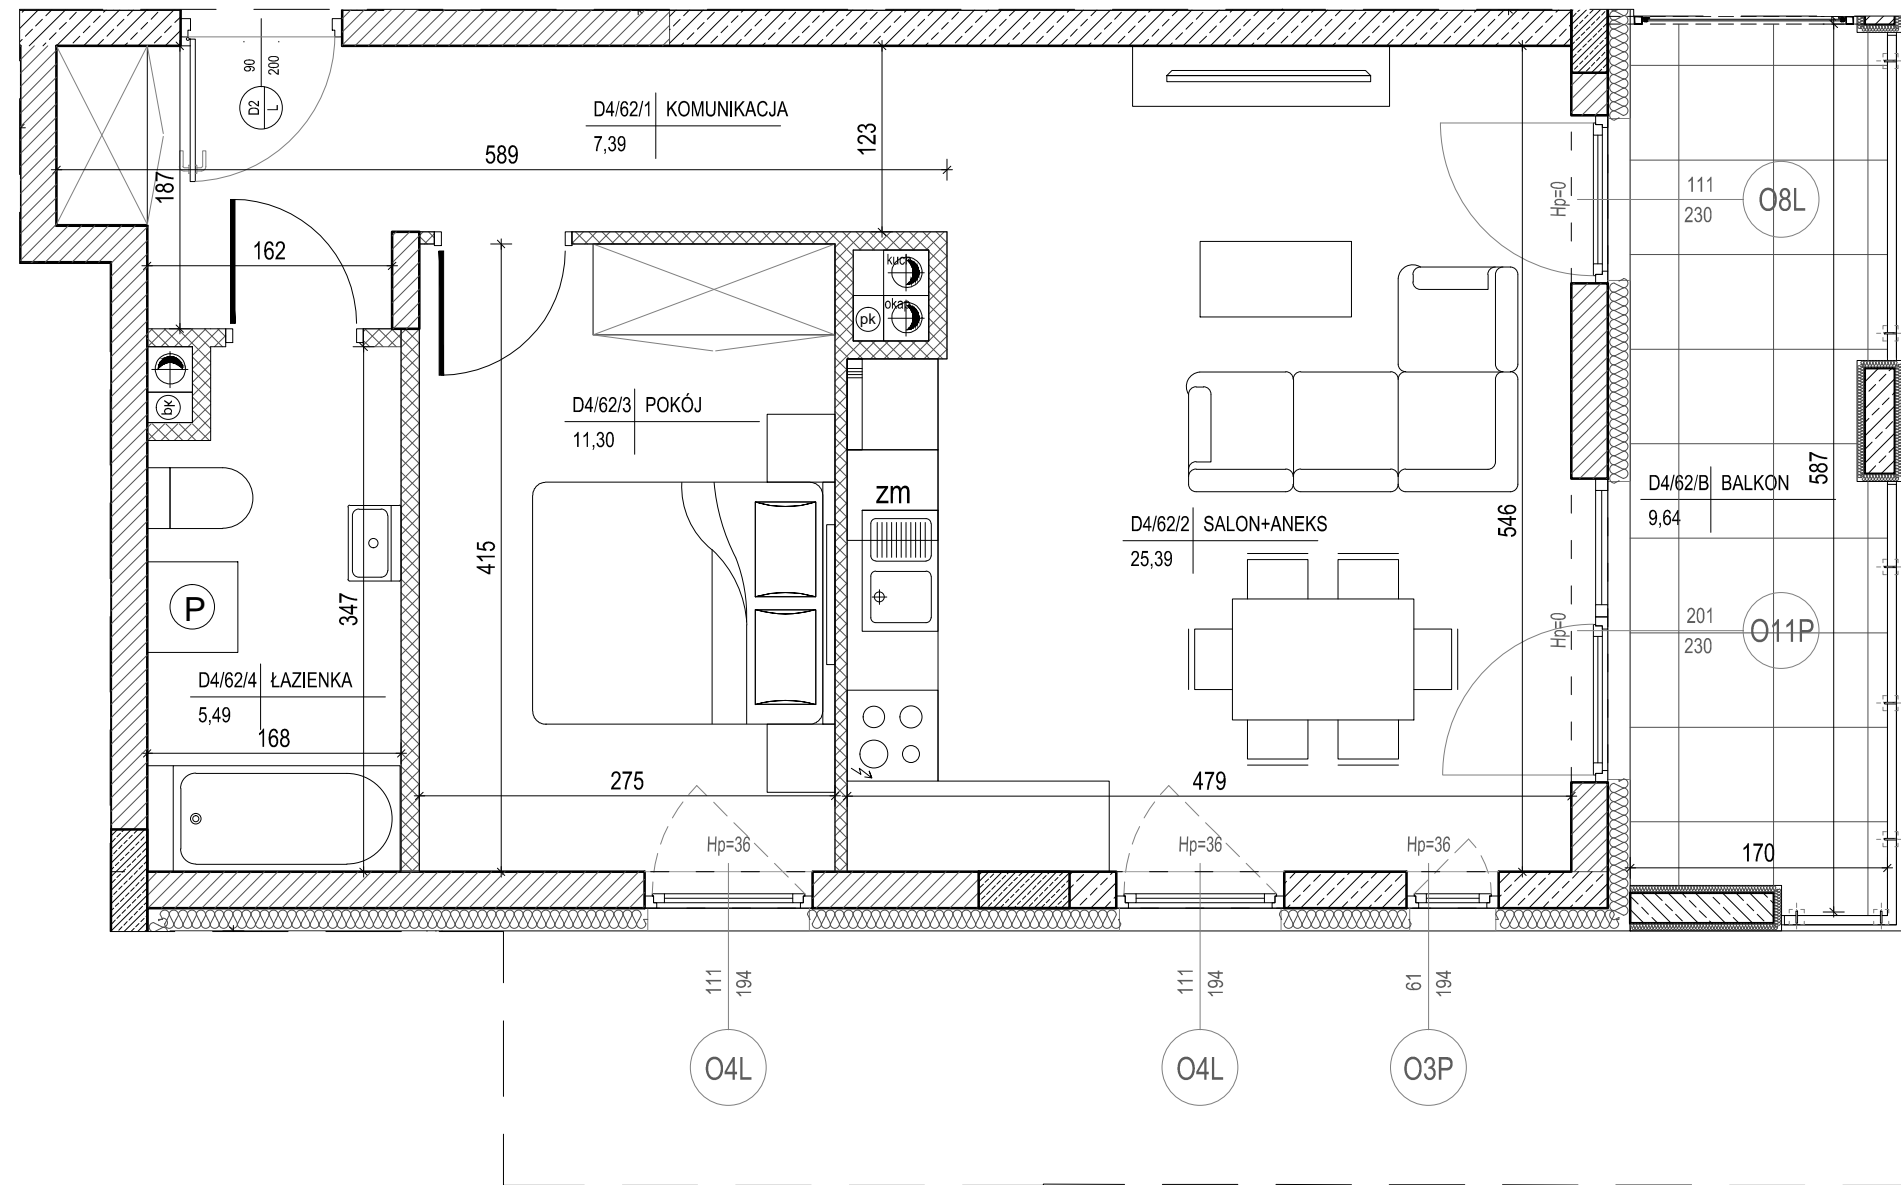 90
200
D2
L
D4/62/1 KOMUNIKACJA
7,39
589
123
187
162
kuch
okap
pk
pk
D4/62/3 POKÓJ
11,30
415
347
P
D4/62/4 ŁAZIENKA
5,49
168
275
zm
D4/62/2 SALON+ANEKS
25,39
479
546
Hp=0
111
230
O8L
D4/62/B BALKON
9,64
587
Hp=0
201
230
O11P
170
Hp=36
Hp=36
Hp=36
111
194
111
194
61
194
O4L
O4L
O3P